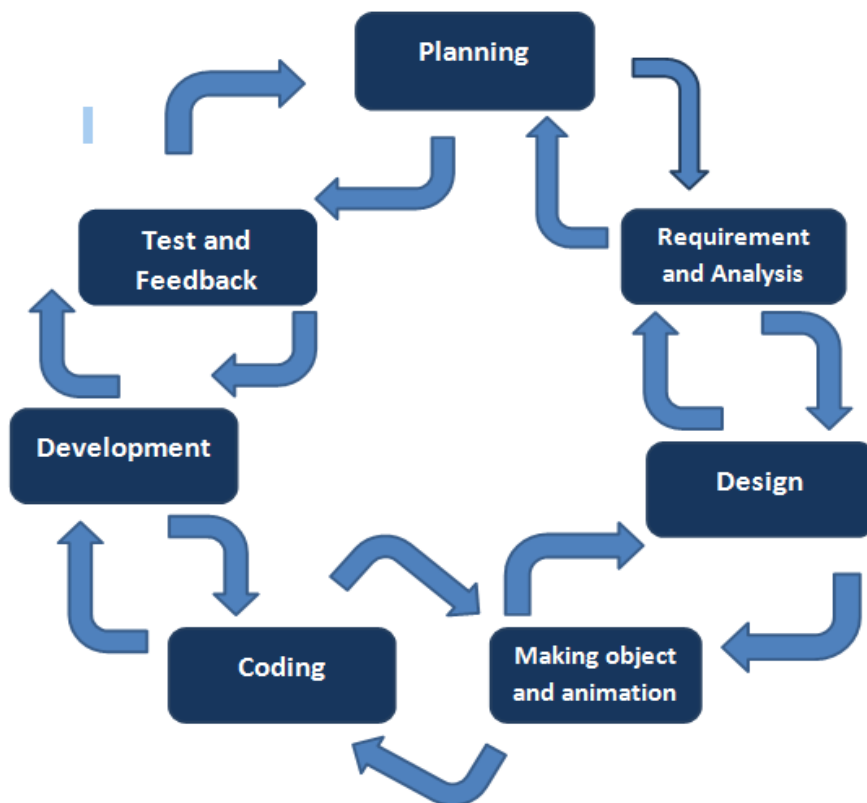 Planning
Requirement
and Analysis
Design
Making object
and animation
Coding
Development
Test and
Feedback